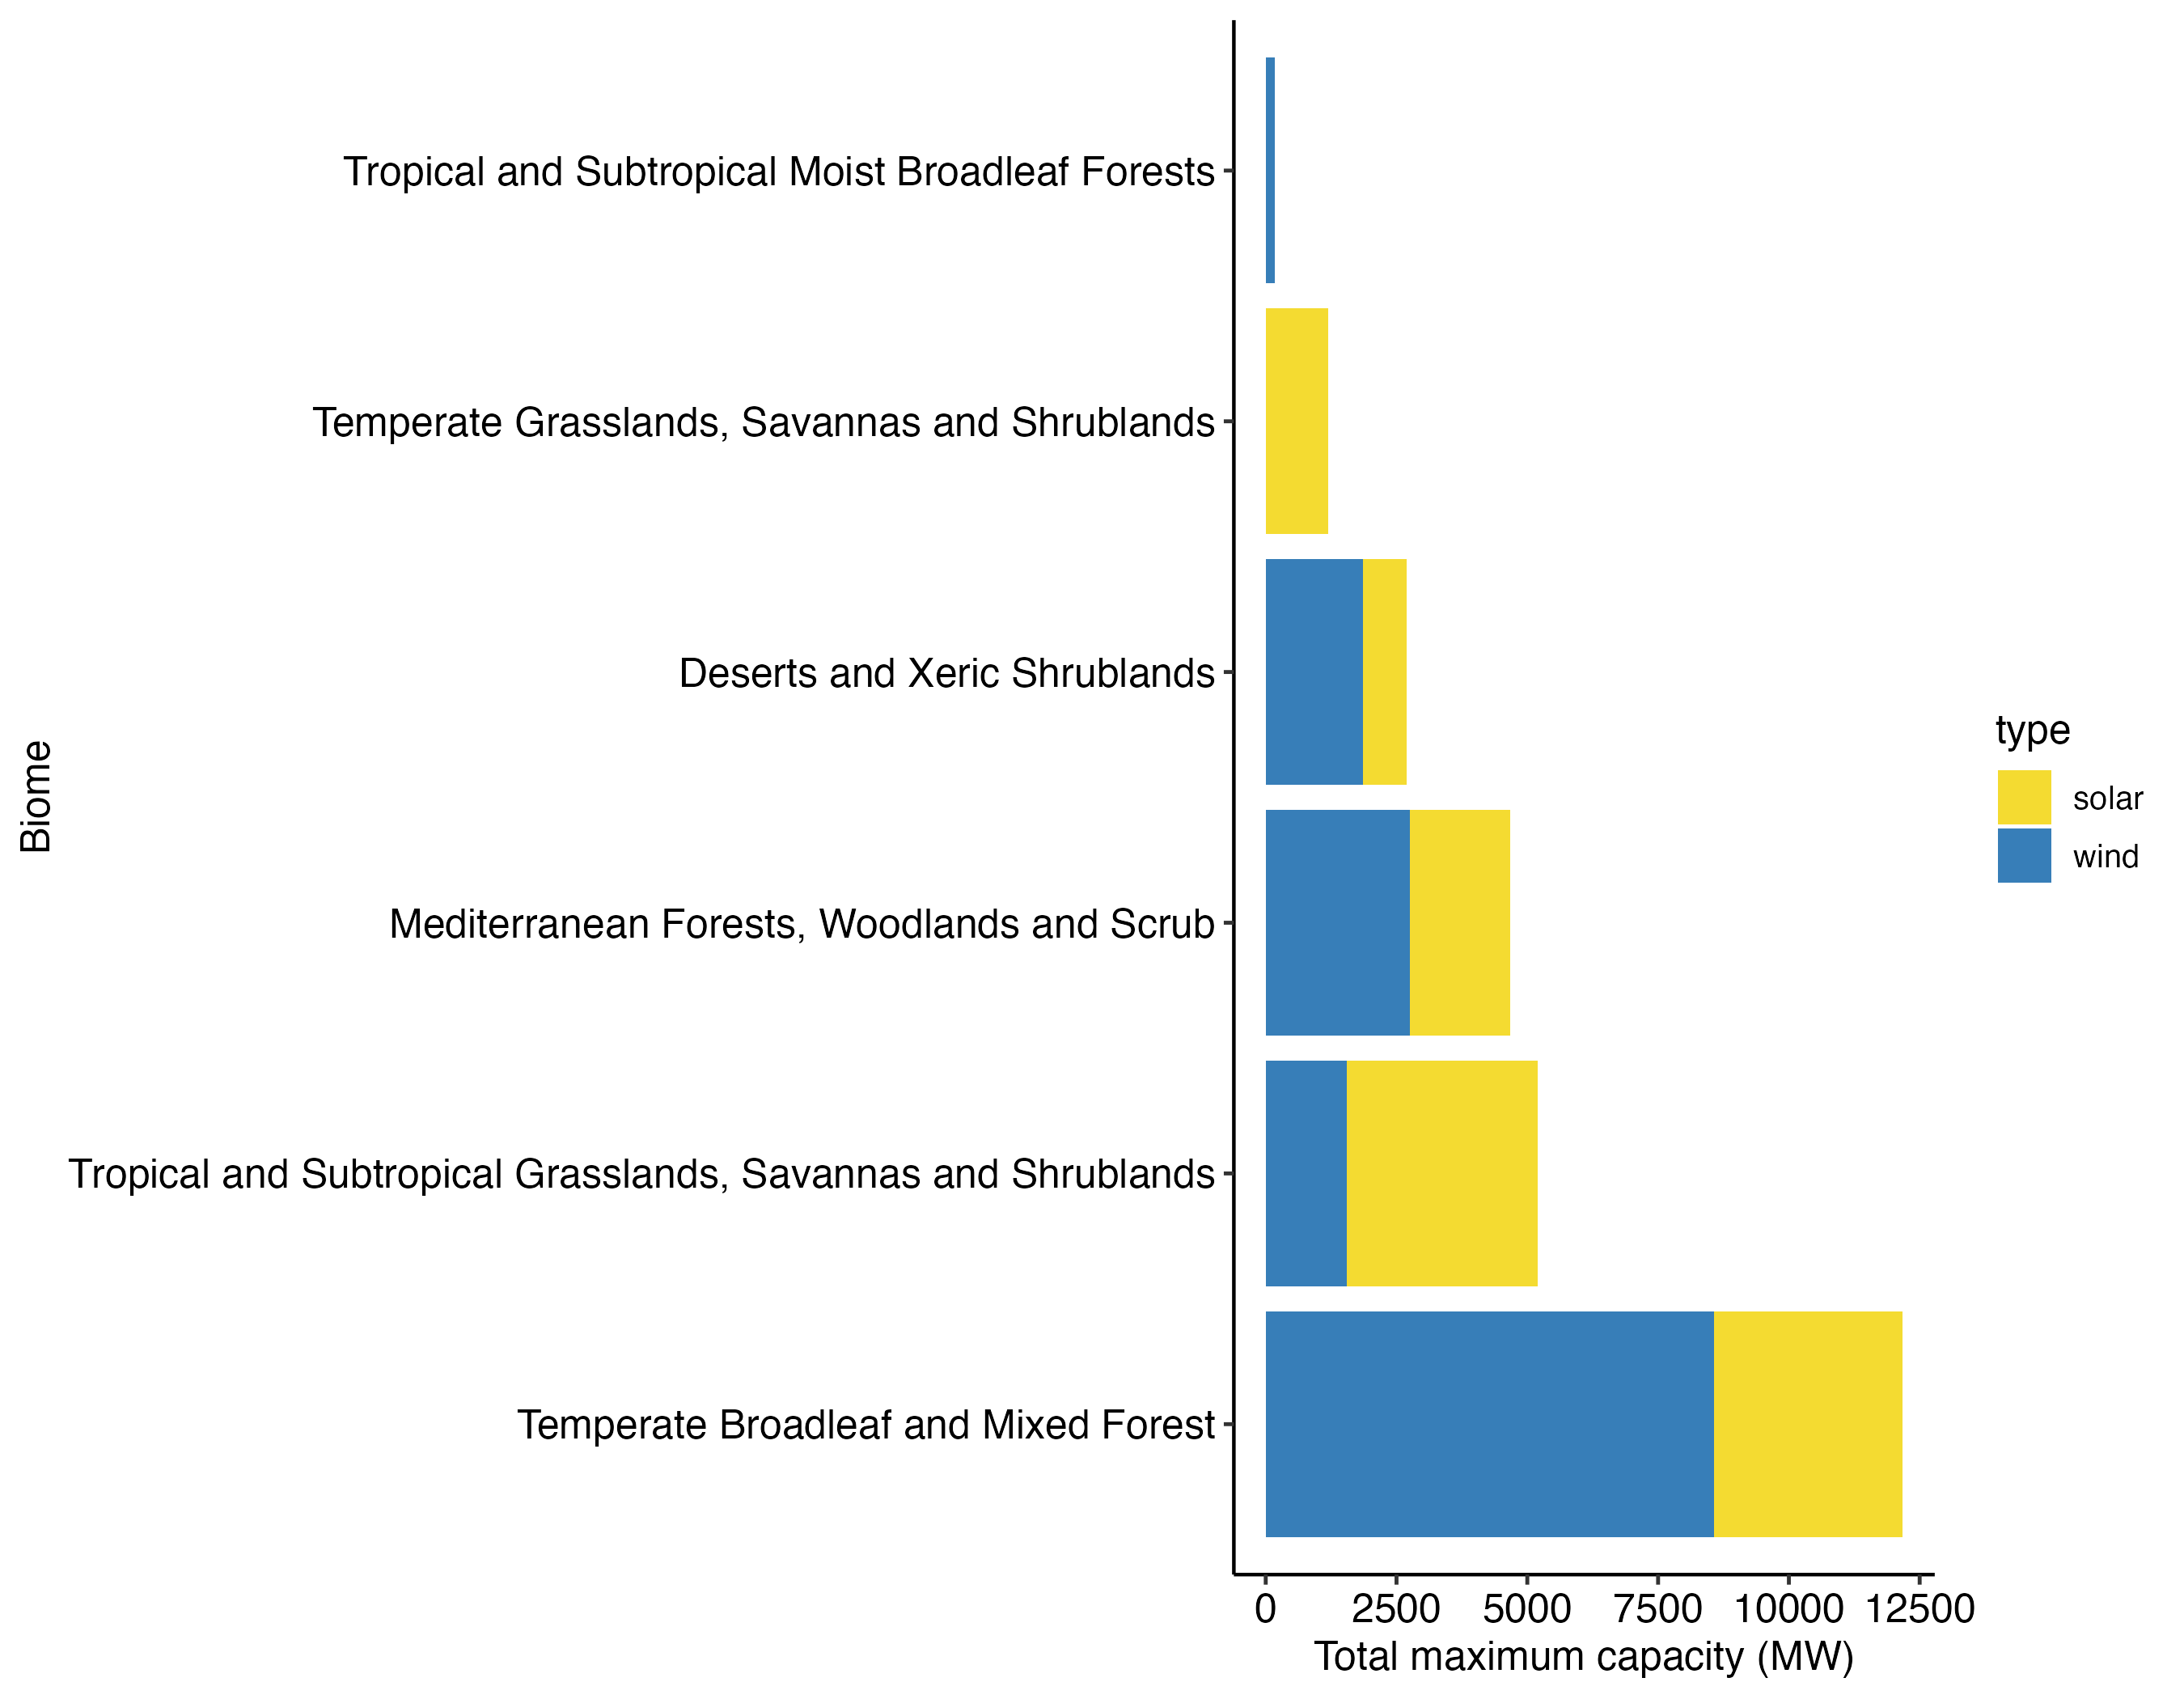 Biome
Tropical and Subtropical Moist Broadleaf Forests
Temperate Grasslands, Savannas and Shrublands
Deserts and Xeric Shrublands
Mediterranean Forests, Woodlands and Scrub
Tropical and Subtropical Grasslands, Savannas and Shrublands
Temperate Broadleaf and Mixed Forest
0 2500 5000 7500 10000 12500
Total maximum capacity (MW)
type
solar
wind